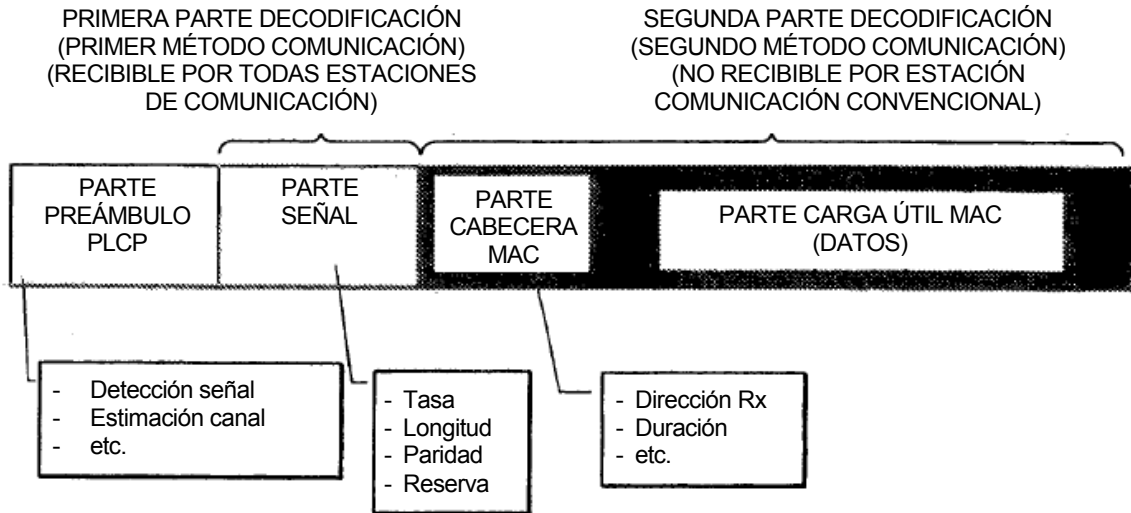 PRIMERA PARTE DECODIFICACIÓN
(PRIMER MÉTODO COMUNICACIÓN)
(RECIBIBLE POR TODAS ESTACIONES
DE COMUNICACIÓN)
SEGUNDA PARTE DECODIFICACIÓN
(SEGUNDO MÉTODO COMUNICACIÓN)
(NO RECIBIBLE POR ESTACIÓN
COMUNICACIÓN CONVENCIONAL)
PARTE
PREÁMBULO
PLCP
PARTE
SEÑAL
PARTE
CABECERA
MAC
PARTE CARGA ÚTIL MAC
(DATOS)
- Detección señal
- Estimación canal
- etc.
- Tasa
- Longitud
- Paridad
- Reserva
- Dirección Rx
- Duración
- etc.